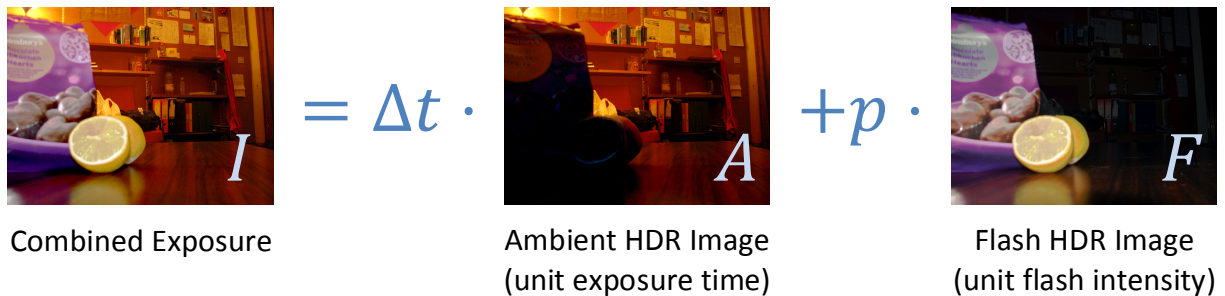 I = Δt · A + p · F
Combined Exposure
Ambient HDR Image
(unit exposure time)
Flash HDR Image
(unit flash intensity)